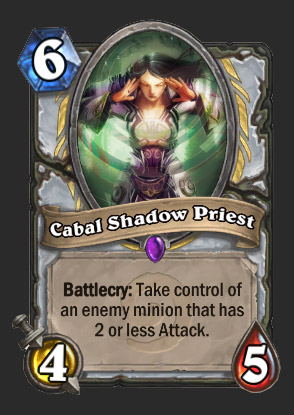 6
Cabal Shadow Priest
Battlecry: Take control of
an enemy minion that has
2 or less Attack.
4
5